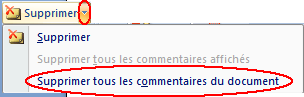 Supprimer
Supprimer
Supprimer tous les commentaires affichés
Supprimer tous les commentaires du document